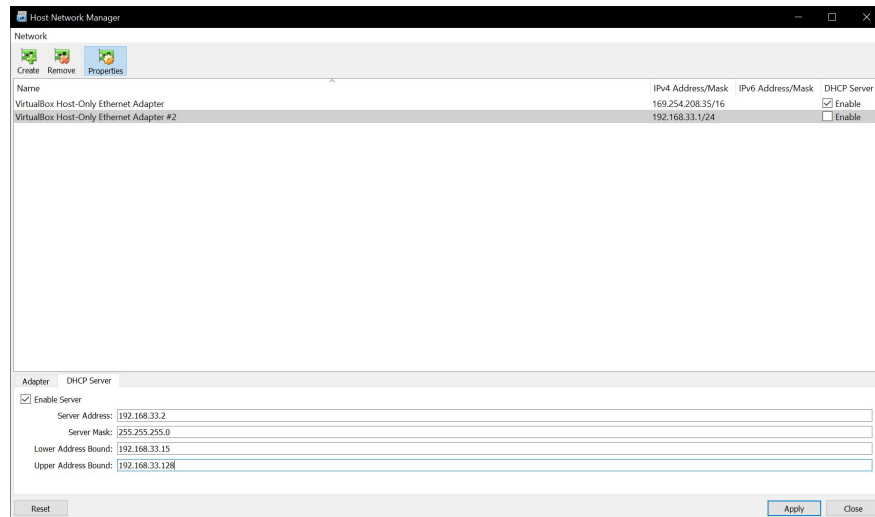 Host Network Manager
Network
Create Remove Properties
Name IPv4 Address/Mask IPv6 Address/Mask DHCP Server
VirtualBox Host-Only Ethernet Adapter 169.254.208.35/16 Enable
VirtualBox Host-Only Ethernet Adapter #2 192.168.33.1/24 Enable
Adapter DHCP Server
Enable Server
Server Address: 192.168.33.2
Server Mask: 255.255.255.0
Lower Address Bound: 192.168.33.15
Upper Address Bound: 192.168.33.128
Reset Apply Close